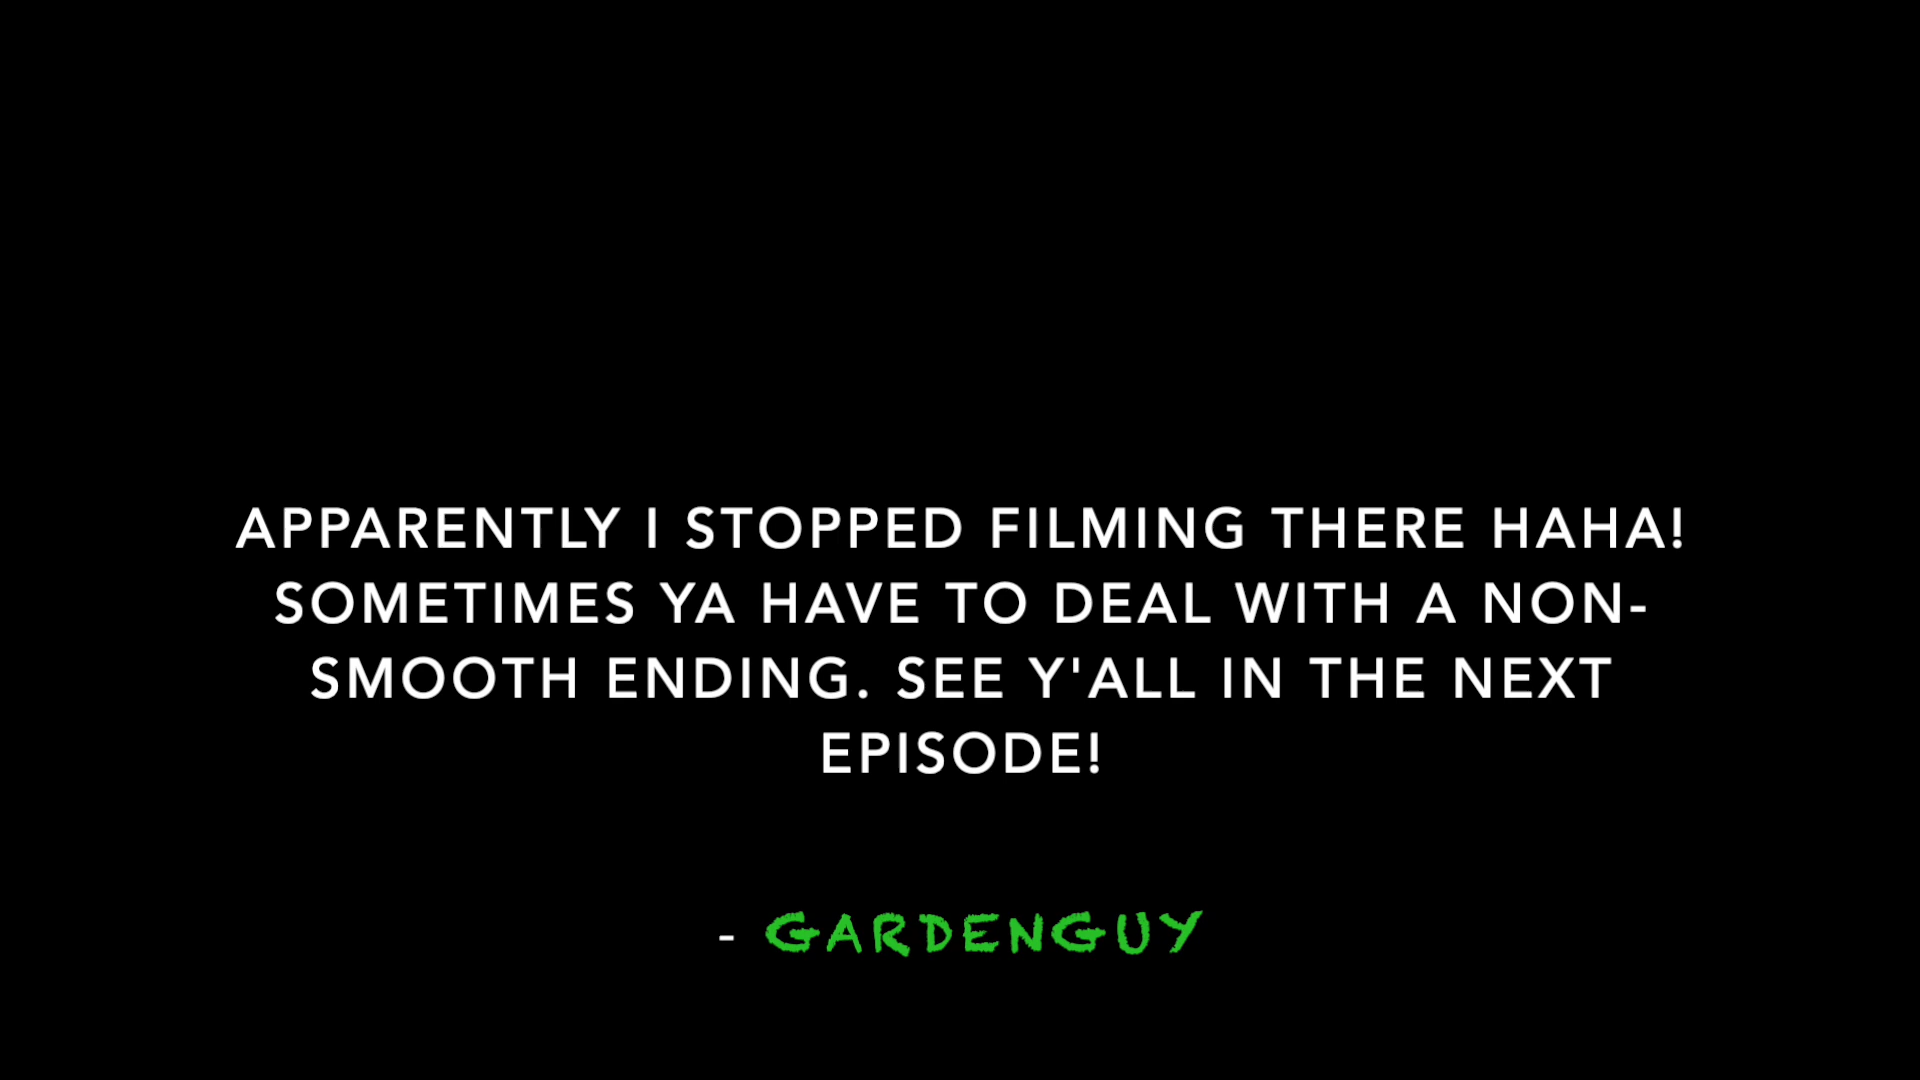 APPARENTLY I STOPPED FILMING THERE HAHA!
SOMETIMES YA HAVE TO DEAL WITH A NON-
SMOOTH ENDING. SEE Y'ALL IN THE NEXT
EPISODE!
- GARDENGUY